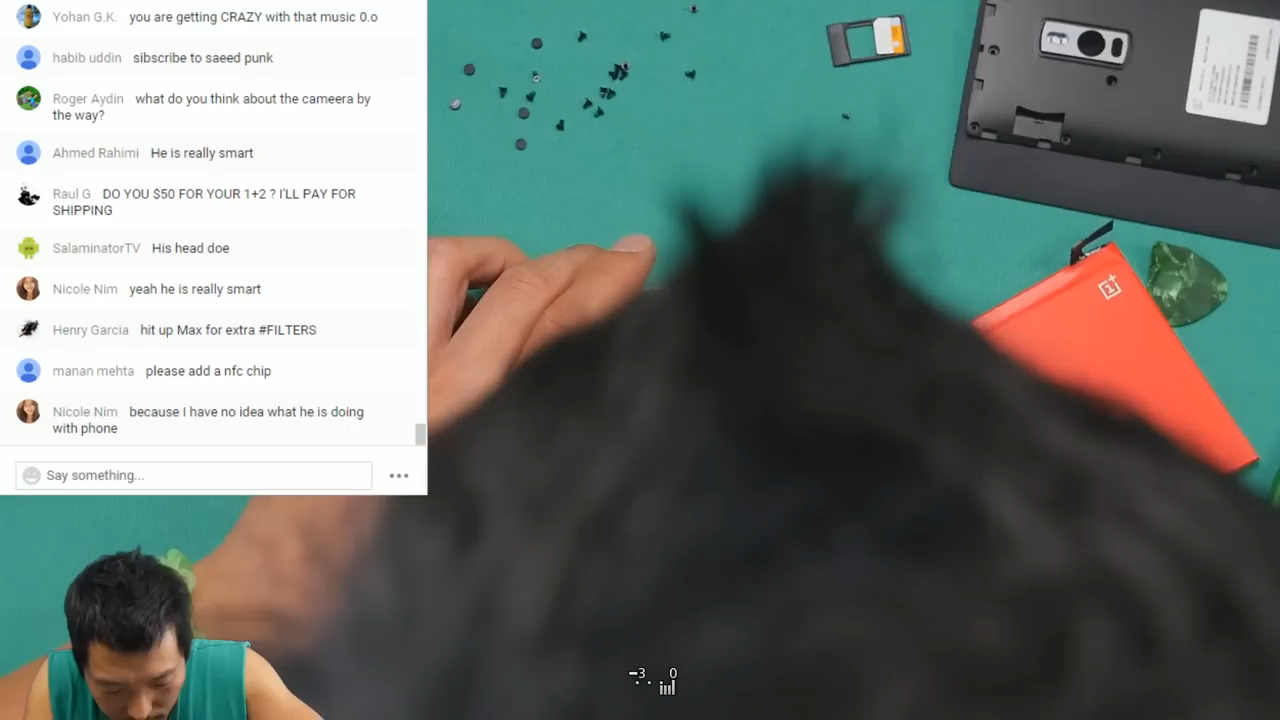 Yohan G.K. you are getting CRAZY with that music 0.o
habib uddin sibscribe to saeed punk
Roger Aydin what do you think about the cameera by
the way?
Ahmed Rahimi He is really smart
Raul G DO YOU $50 FOR YOUR 1+2 ? I'LL PAY FOR
SHIPPING
SalaminatorTV His head doe
Nicole Nim yeah he is really smart
Henry Garcia hit up Max for extra #FILTERS
manan mehta please add a nfc chip
Nicole Nim because I have no idea what he is doing
with phone
Say something...
1+
-3 0